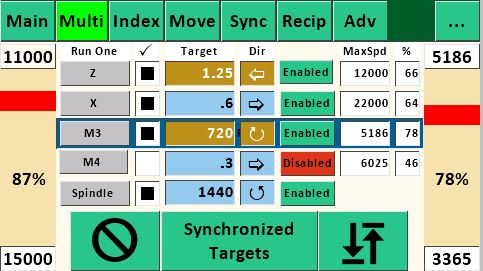 Main Multi Index Move Sync Recip Adv ...
11000 Run One ✓ Target Dir MaxSpd % 5186
Z 1.25 Enabled 12000 66
X .6 Enabled 22000 64
M3 720 Enabled 5186 78
M4 .3 Disabled 6025 46
87% 78%
Spindle 1440 Enabled
Synchronized
Targets
15000 3365